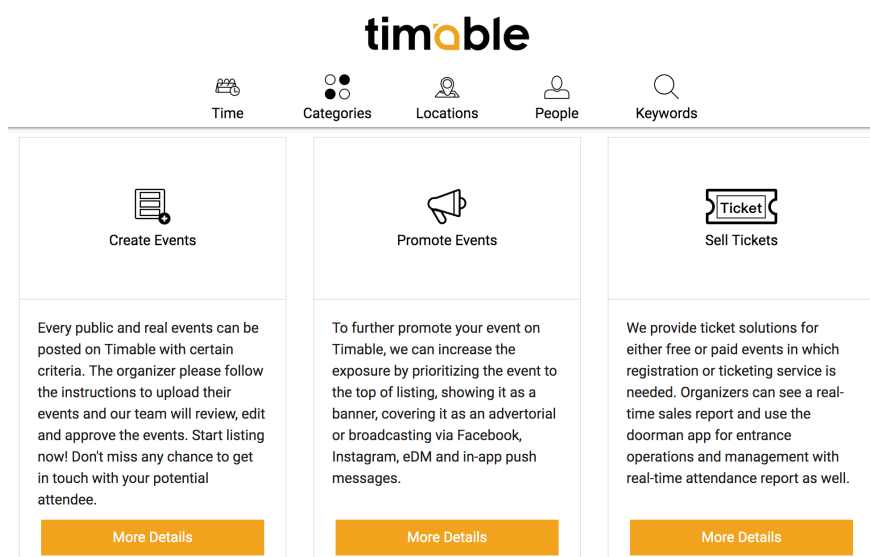 timable
Time
Categories
Locations
People
Keywords
Create Events
Every public and real events can be
posted on Timable with certain
criteria. The organizer please follow
the instructions to upload their
events and our team will review, edit
and approve the events. Start listing
now! Don't miss any chance to get
in touch with your potential
attendee.
More Details
Promote Events
To further promote your event on
Timable, we can increase the
exposure by prioritizing the event to
the top of listing, showing it as a
banner, covering it as an advertorial
or broadcasting via Facebook,
Instagram, eDM and in-app push
messages.
More Details
Ticket
Sell Tickets
We provide ticket solutions for
either free or paid events in which
registration or ticketing service is
needed. Organizers can see a real-
time sales report and use the
doorman app for entrance
operations and management with
real-time attendance report as well.
More Details